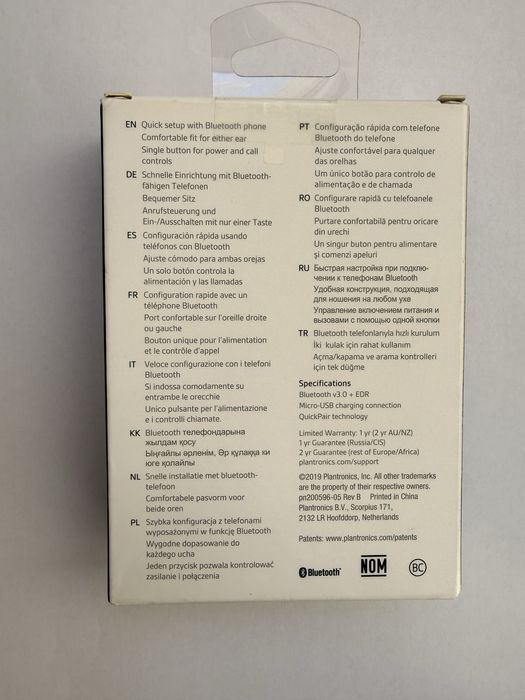 EN Quick setup with Bluetooth phone
Comfortable fit for either ear
Single button for power and call
controls
DE Schnelle Einrichtung mit Bluetooth-
fähigen Telefonen
Bequemer Sitz
Anrufsteuerung und
Ein-/Ausschalten mit nur einer Taste
ES Configuración rápida usando
teléfonos con Bluetooth
Ajuste cómodo para ambas orejas
Un solo botón controla la
alimentación y las llamadas
FR Configuration rapide avec un
téléphone Bluetooth
Port confortable sur l'oreille droite
ou gauche
Bouton unique pour l'alimentation
et le contrôle d'appel
IT Veloce configurazione con i telefoni
Bluetooth
Si indossa comodamente su
entrambe le orecchie
Unico pulsante per l'alimentazione
e i controlli chiamate.
KK Bluetooth телефондарына
жылдам қосу
Ыңғайлы әрленім, Әр құлаққа ки
юге қолайлы
NL Snelle installatie met bluetooth-
telefoon
Comfortabele pasvorm voor
beide oren
PL Szybka konfiguracja z telefonami
wyposażonymi w funkcję Bluetooth
Wygodne dopasowanie do
każdego ucha
Jeden przycisk pozwala kontrolować
zasilanie i połączenia
PT Configuração rápida com telefone
Bluetooth do telefone
Ajuste confortável para qualquer
das orelhas
Um único botão para controlo de
alimentação e de chamada
RO Configurare rapidă cu telefoanele
Bluetooth
Purtare confortabilă pentru oricare
din urechi
Un singur buton pentru alimentare
și comenzi apeluri
RU Быстрая настройка при подклю-
чении к телефонам Bluetooth
Удобная конструкция, подходящая
для ношения на любом ухе
Управление включением питания и
вызовами с помощью одной кнопки
TR Bluetooth telefonlarıyla hızlı kurulum
İki kulak için rahat kullanım
Açma/kapama ve arama kontrolleri
için tek düğme
Specifications
Bluetooth v3.0 + EDR
Micro-USB charging connection
QuickPair technology
Limited Warranty: 1 yr (2 yr AU/NZ)
1 yr Guarantee (Russia/CIS)
2 yr Guarantee (rest of Europe/Africa)
plantronics.com/support
©2019 Plantronics, Inc. All other trademarks
are the property of their respective owners.
pn200596-05 Rev B Printed in China
Plantronics B.V., Scorpius 171,
2132 LR Hoofddorp, Netherlands
Patents: www.plantronics.com/patents
Bluetooth® NOM BC